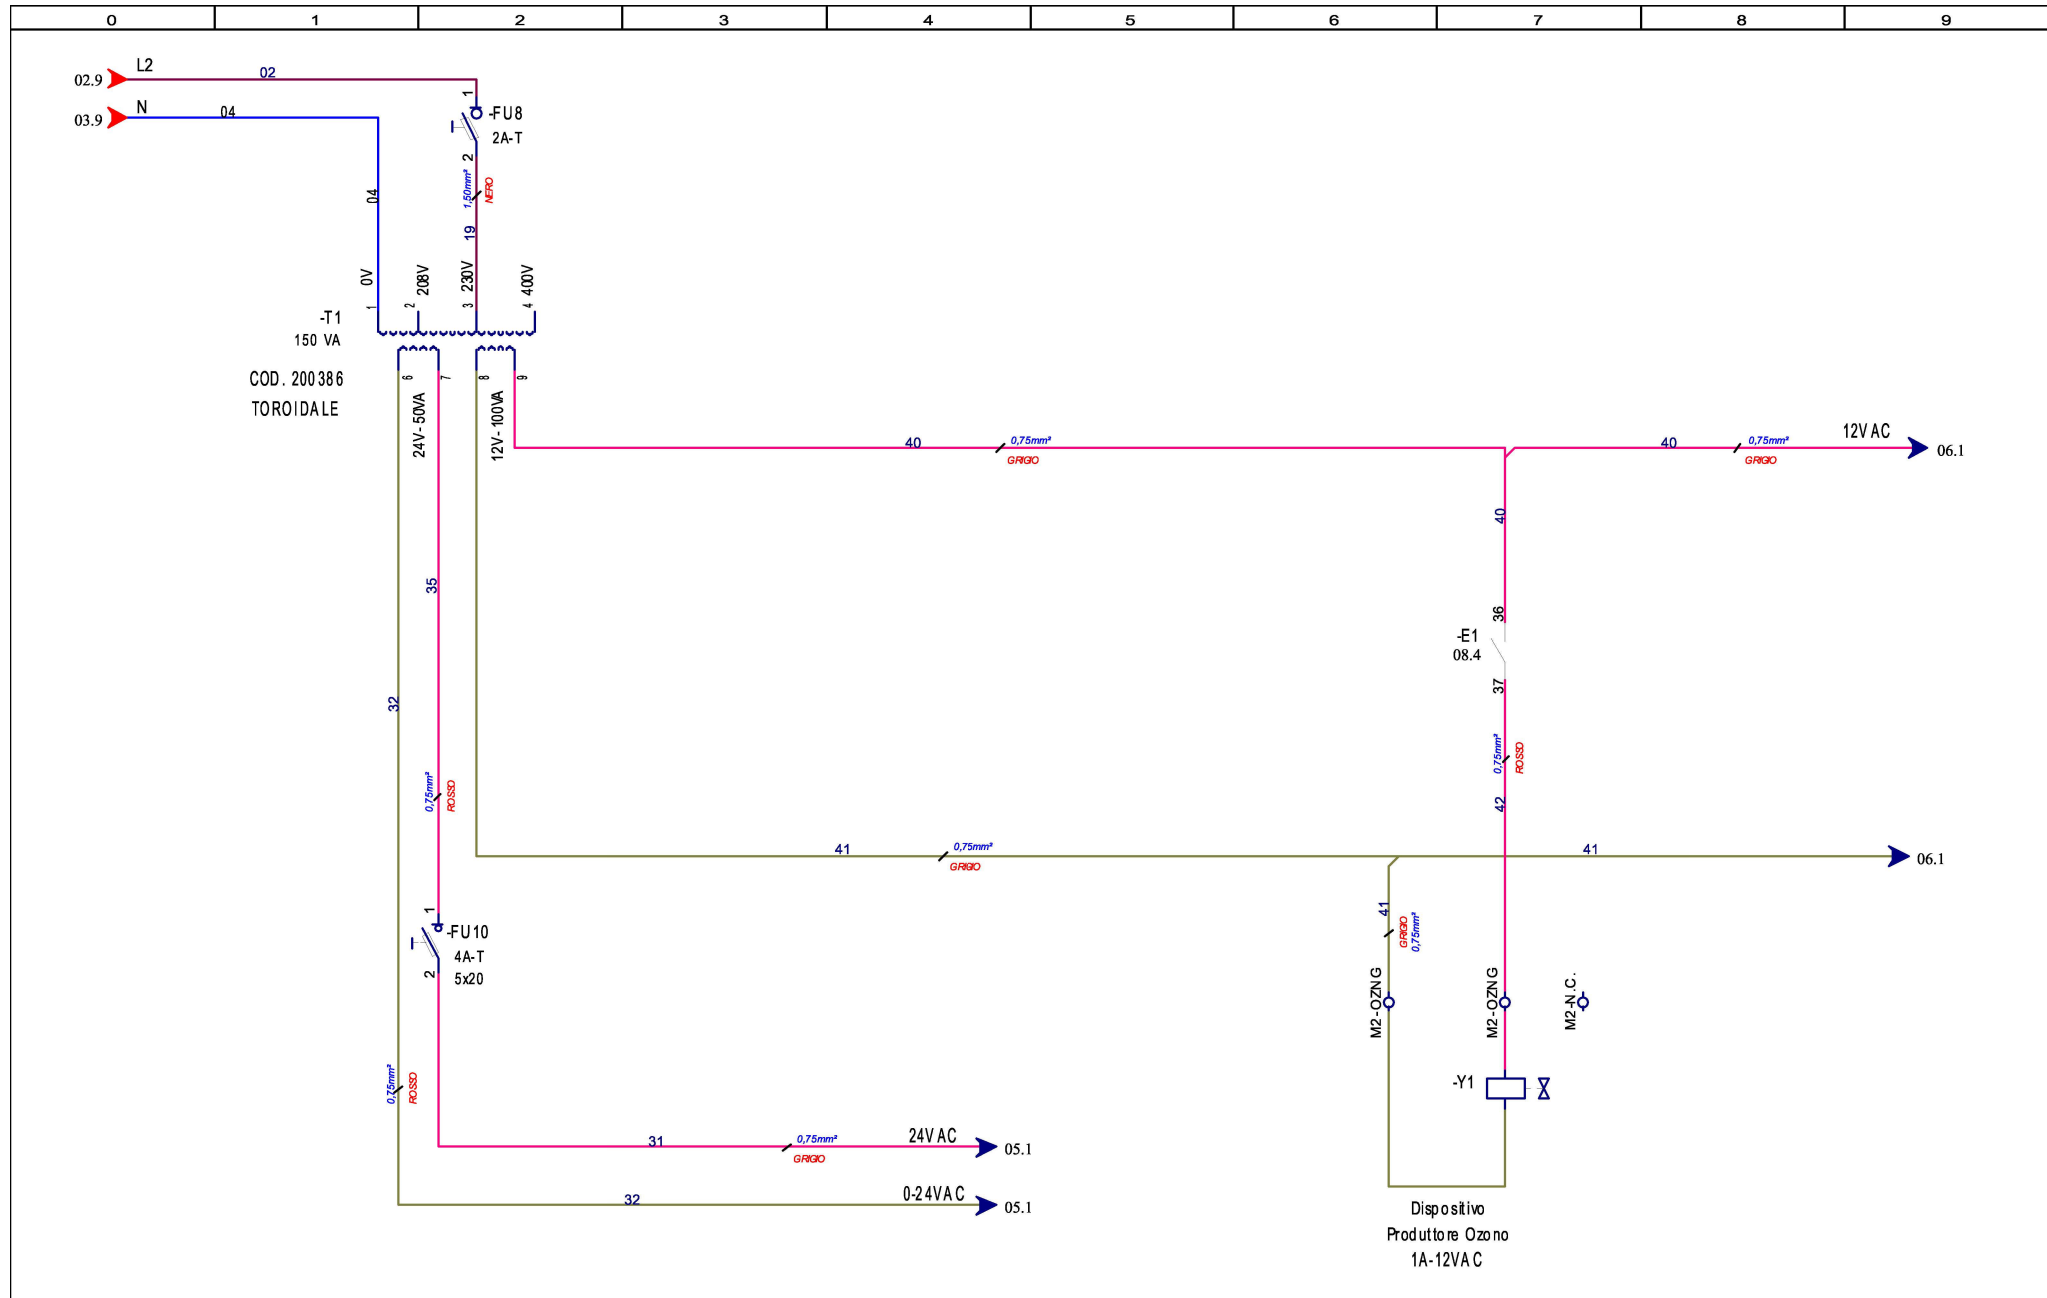 0 1 2 3 4 5 6 7 8 9
L2
02.9
02
N
03.9
04
1
-FU8
2A-T
2
1,50mm²
NERO
04
19
0V
208V
230V
400V
1
2
3
4
-T1
150 VA
COD. 200386
TOROIDALE
6
7
8
9
24V-50VA
12V-100VA
40
0,75mm²
GRIGIO
40
0,75mm²
GRIGIO
12VAC
06.1
40
35
36
-E1
08.4
37
32
0,75mm²
ROSSO
42
0,75mm²
ROSSO
41
0,75mm²
GRIGIO
41
06.1
1
-FU10
4A-T
2
5x20
41
GRIGIO
0,75mm²
M2-OZNG
M2-OZNG
M2-N.C.
-Y1
0,75mm²
ROSSO
31
0,75mm²
GRIGIO
24VAC
05.1
32
0-24VAC
05.1
Dispositivo
Produttore Ozono
1A-12VAC